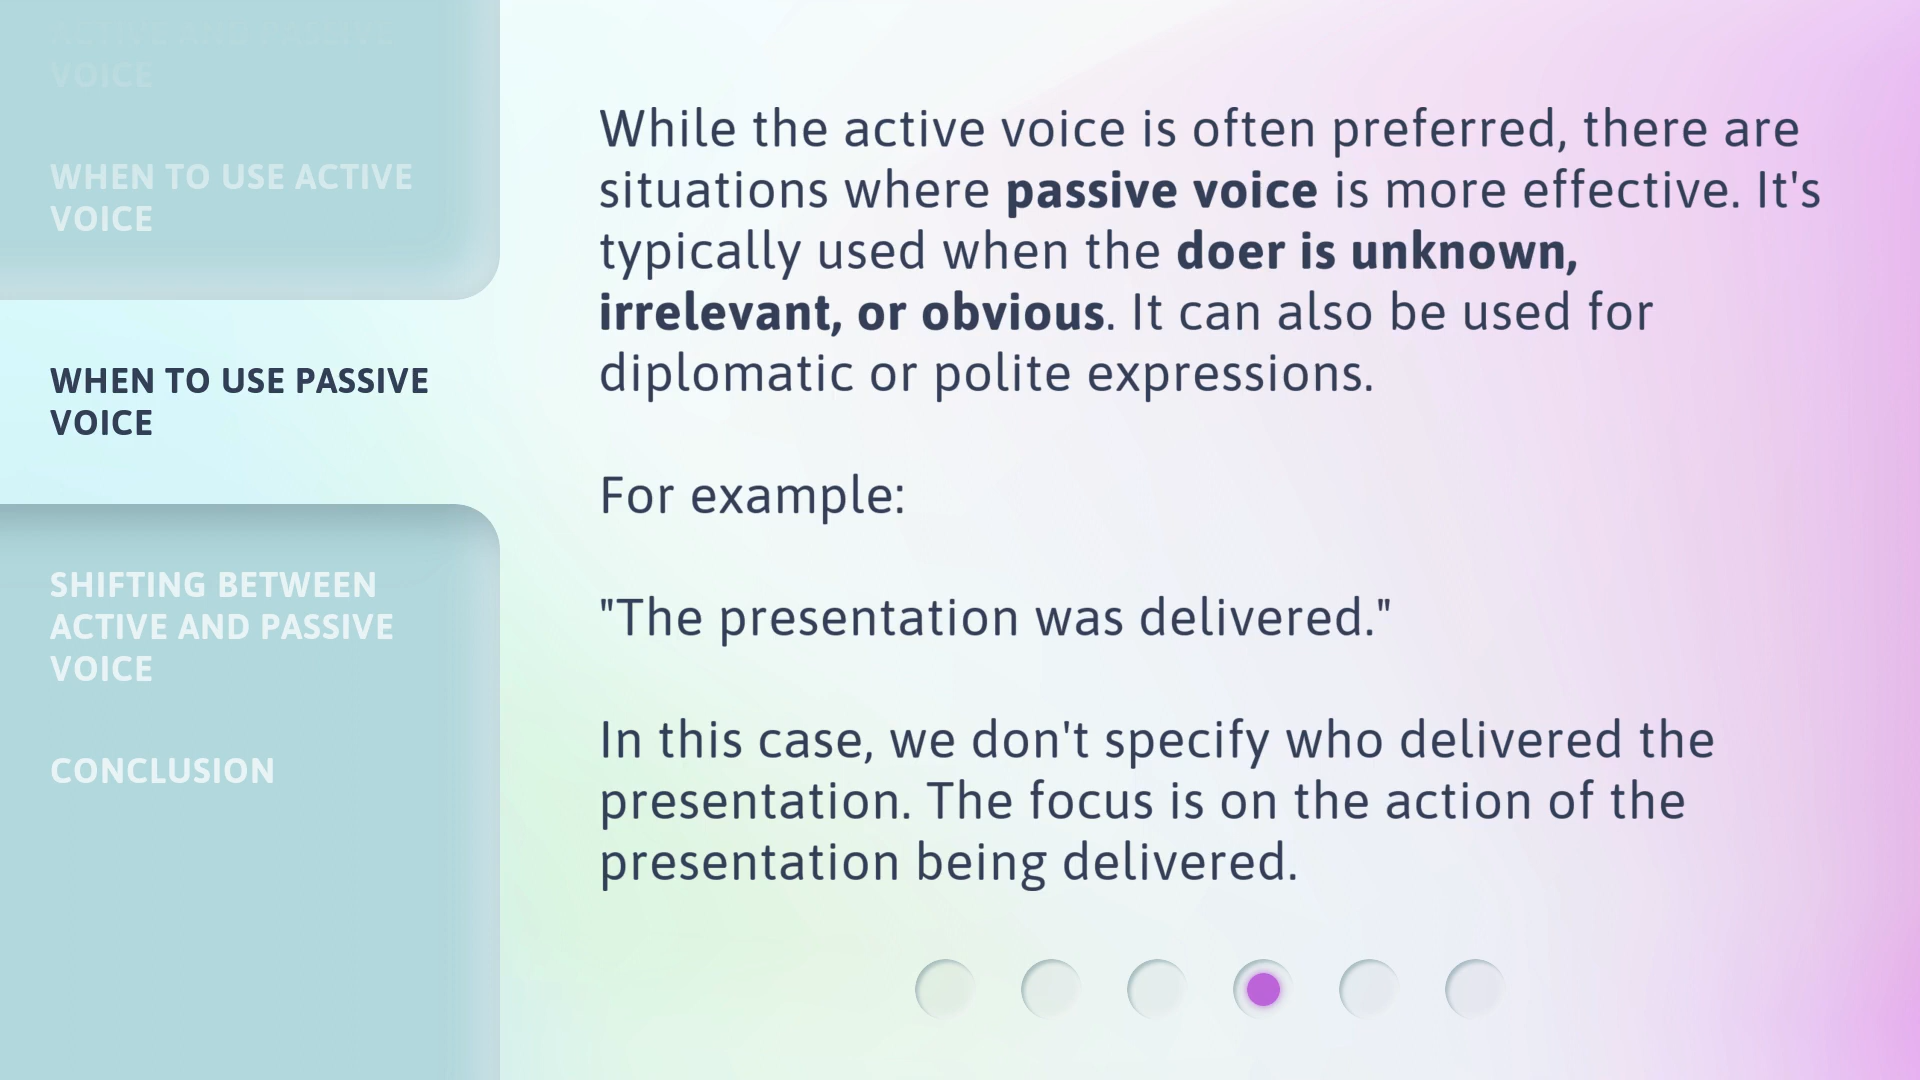 ACTIVE AND PASSIVE
VOICE
WHEN TO USE ACTIVE
VOICE
WHEN TO USE PASSIVE
VOICE
SHIFTING BETWEEN
ACTIVE AND PASSIVE
VOICE
CONCLUSION
While the active voice is often preferred, there are
situations where passive voice is more effective. It's
typically used when the doer is unknown,
irrelevant, or obvious. It can also be used for
diplomatic or polite expressions.
For example:
"The presentation was delivered."
In this case, we don't specify who delivered the
presentation. The focus is on the action of the
presentation being delivered.